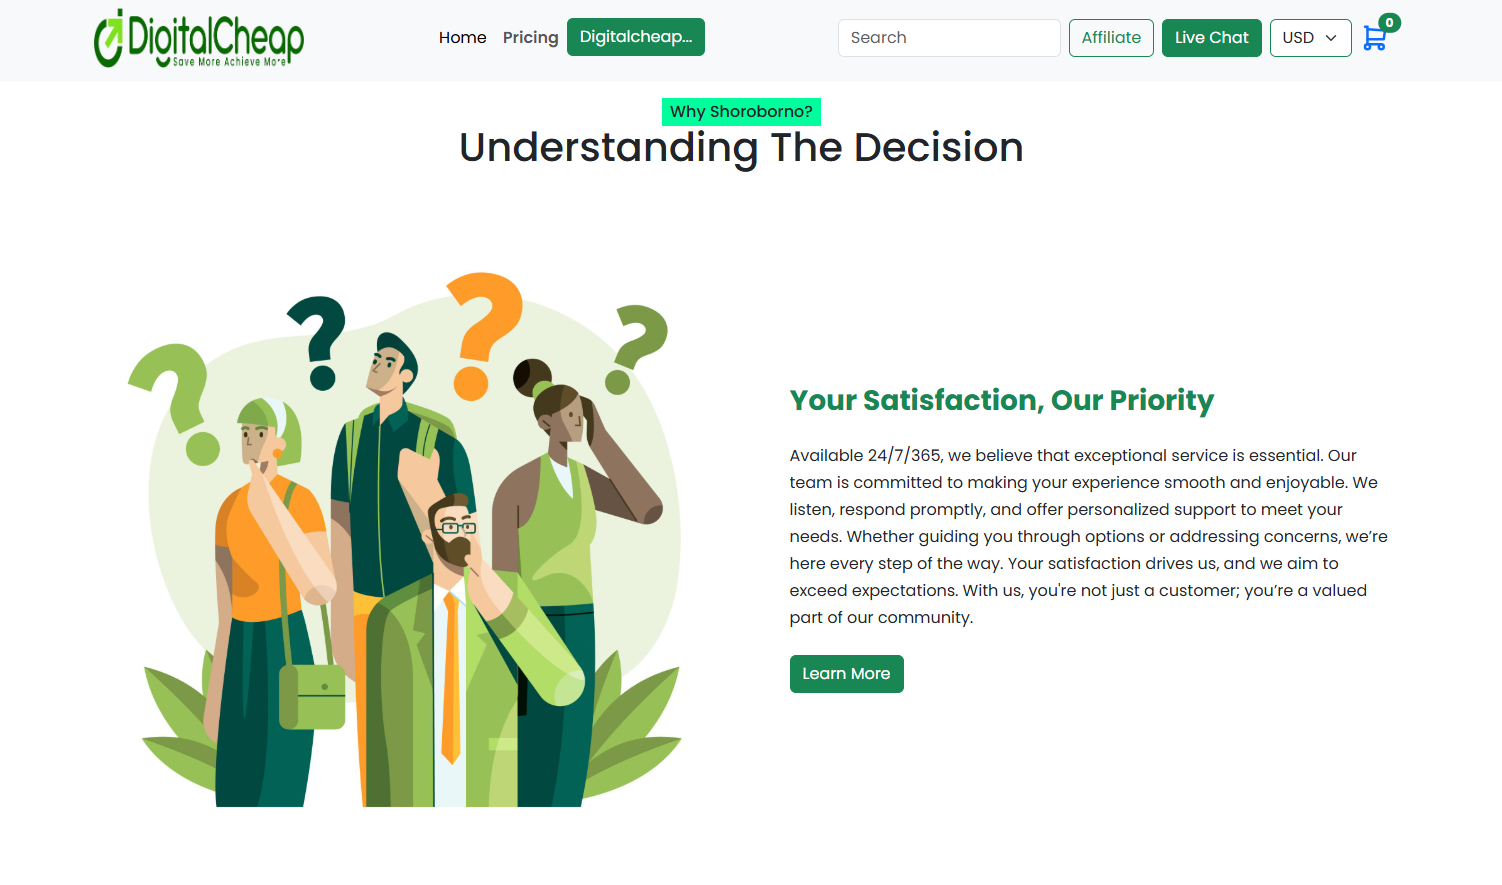 DigitalCheap
Save More Achieve More
Home Pricing Digitalcheap... Search Affiliate Live Chat USD 0
Why Shoroborno?
Understanding The Decision
? ? ? ?
Your Satisfaction, Our Priority
Available 24/7/365, we believe that exceptional service is essential. Our
team is committed to making your experience smooth and enjoyable. We
listen, respond promptly, and offer personalized support to meet your
needs. Whether guiding you through options or addressing concerns, we’re
here every step of the way. Your satisfaction drives us, and we aim to
exceed expectations. With us, you're not just a customer; you’re a valued
part of our community.
Learn More